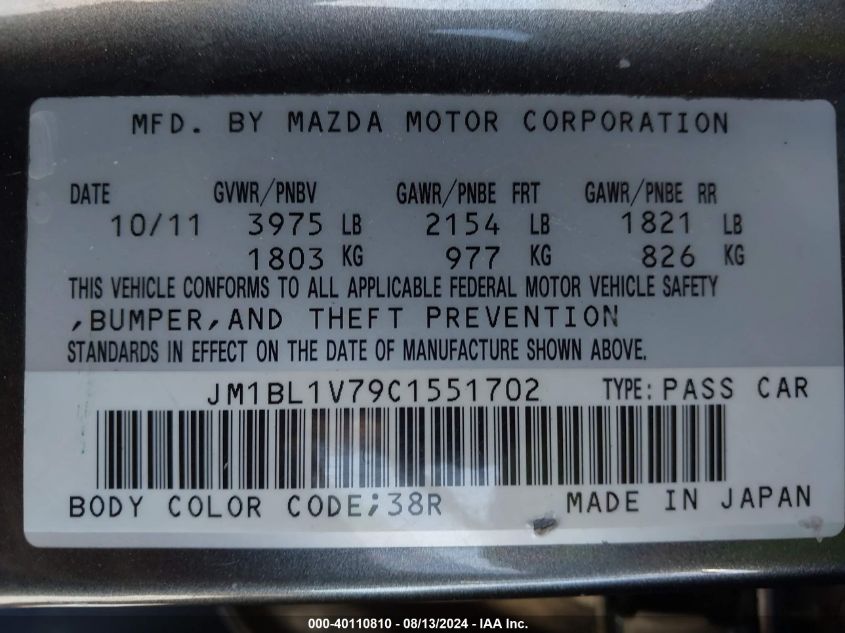 MFD. BY MAZDA MOTOR CORPORATION
DATE GVWR/PNBV GAWR/PNBE FRT GAWR/PNBE RR
10/11 3975 LB 2154 LB 1821 LB
1803 KG 977 KG 826 KG
THIS VEHICLE CONFORMS TO ALL APPLICABLE FEDERAL MOTOR VEHICLE SAFETY
,BUMPER,AND THEFT PREVENTION
STANDARDS IN EFFECT ON THE DATE OF MANUFACTURE SHOWN ABOVE.
JM1BL1V79C1551702 TYPE: PASS CAR
BODY COLOR CODE;38R MADE IN JAPAN
000-40110810 - 08/13/2024 - IAA Inc.